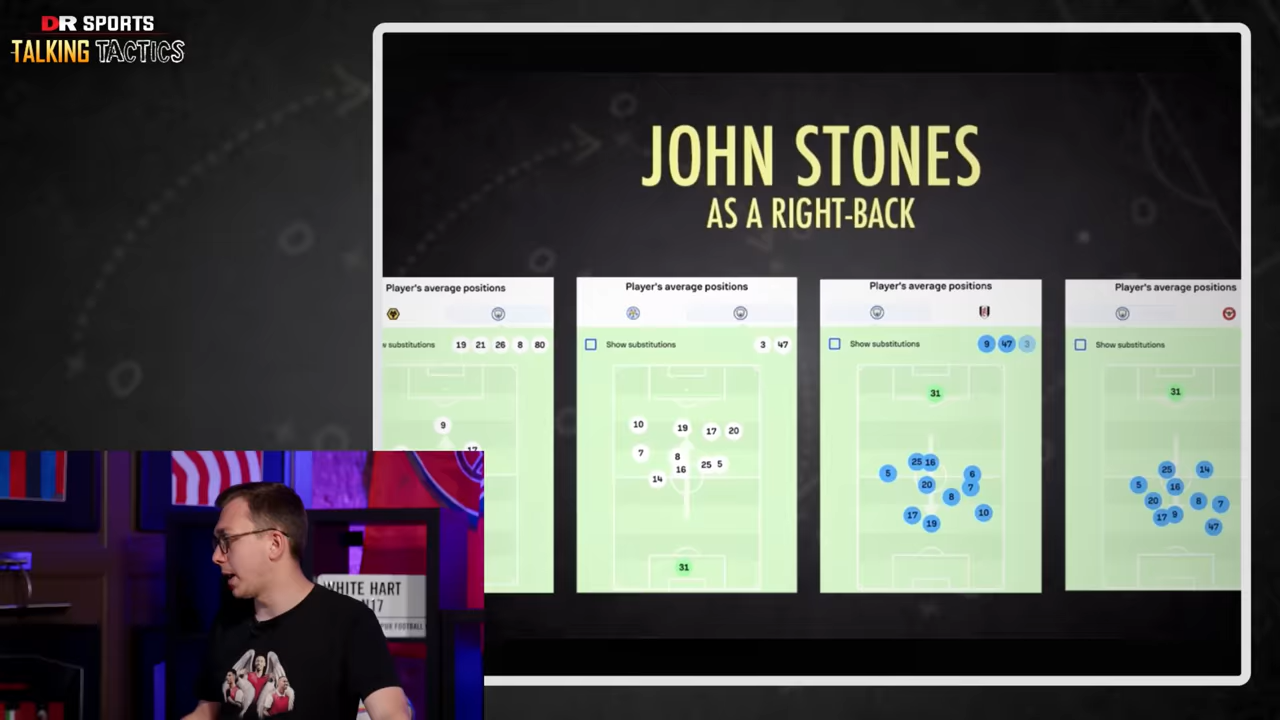 DR SPORTS
TALKING TACTICS
JOHN STONES
AS A RIGHT-BACK
Player's average positions
substitutions
19 21 26 8 80
9
17
Player's average positions
Show substitutions
3 47
10 19 17 20
7 8 25 5
16
14
31
Player's average positions
Show substitutions
9 47 3
31
25 16
5 6
20 7
8
17 10
19
Player's average positions
Show substitutions
31
25 14
5 16
20 8 7
17 9
47
WHITE HART
N17
FOOTBALL